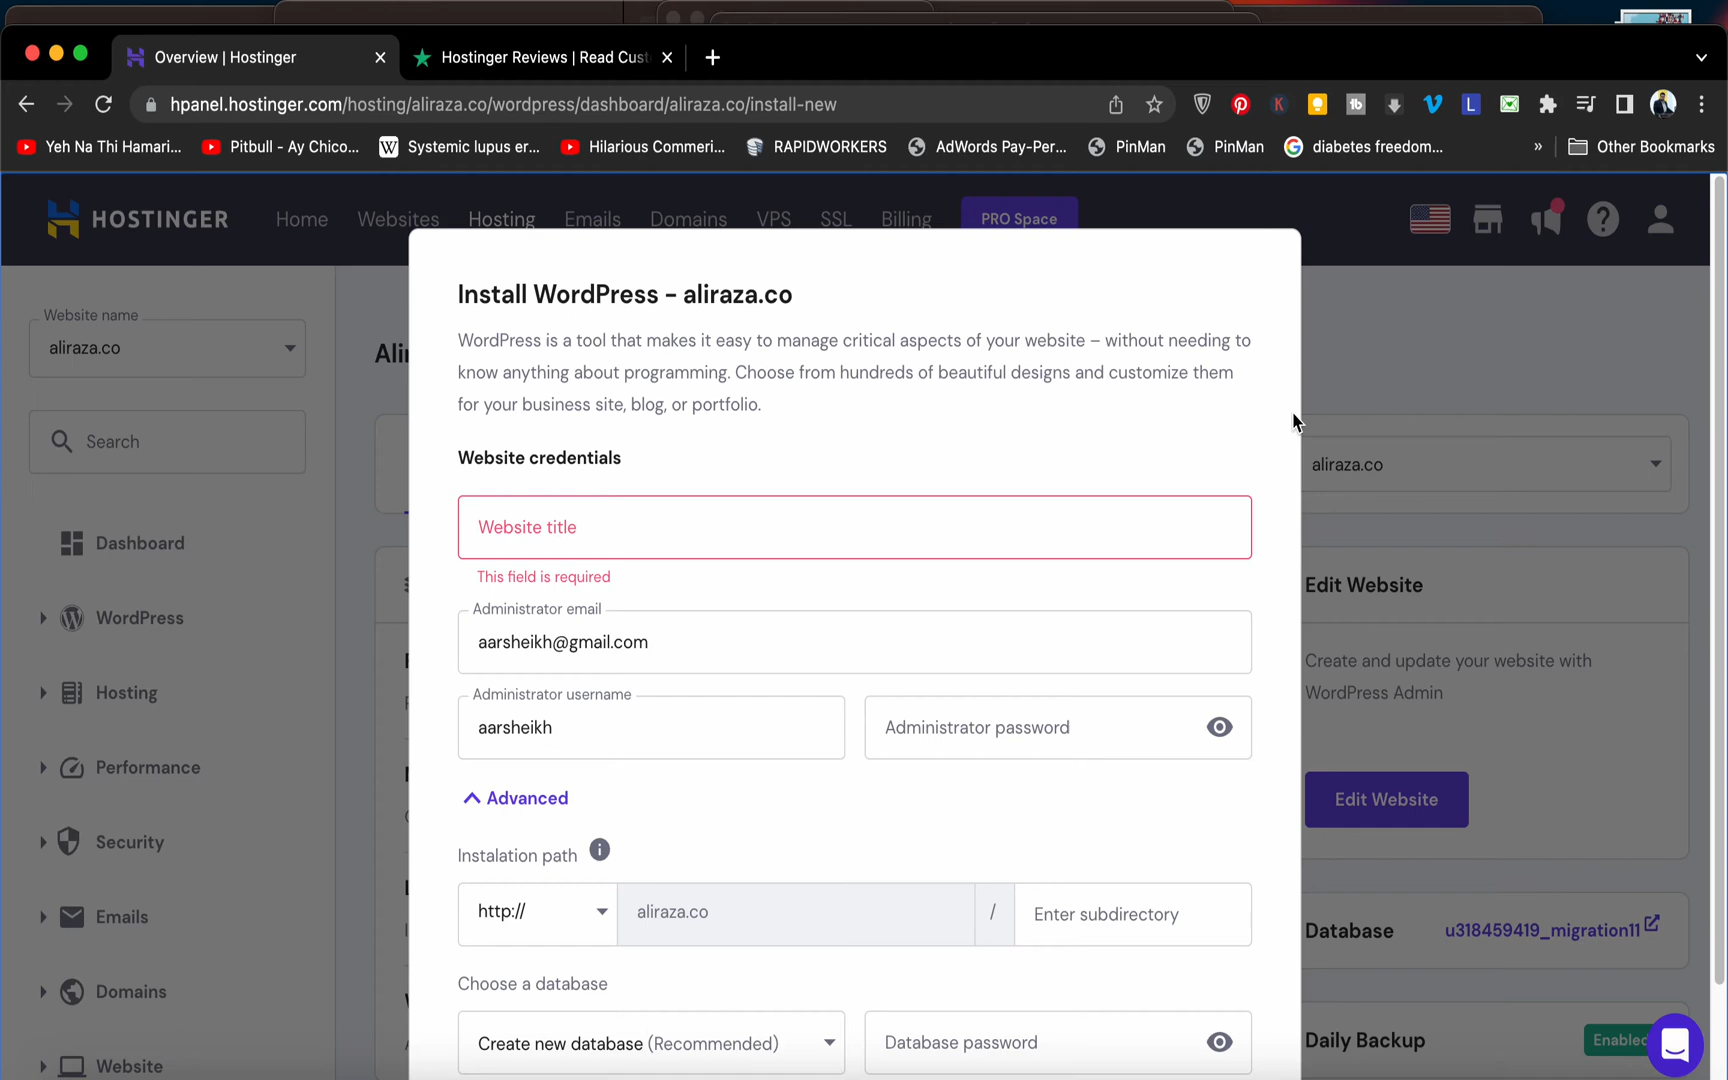 Overview | Hostinger
Hostinger Reviews | Read Cust
hpanel.hostinger.com/hosting/aliraza.co/wordpress/dashboard/aliraza.co/install-new
Yeh Na Thi Hamari...
Pitbull - Ay Chico...
Systemic lupus er...
Hilarious Commeri...
RAPIDWORKERS
AdWords Pay-Per...
PinMan
PinMan
diabetes freedom...
»
Other Bookmarks
HOSTINGER
Home
Websites
Hosting
Emails
Domains
VPS
SSL
Billing
PRO Space
Website name
aliraza.co
Search
Dashboard
WordPress
Hosting
Performance
Security
Emails
Domains
Website
Ali
Install WordPress – aliraza.co
WordPress is a tool that makes it easy to manage critical aspects of your website – without needing to
know anything about programming. Choose from hundreds of beautiful designs and customize them
for your business site, blog, or portfolio.
Website credentials
Website title
This field is required
Administrator email
aarsheikh@gmail.com
Administrator username
aarsheikh
Administrator password
Advanced
Instalation path
http://
aliraza.co
/
Enter subdirectory
Choose a database
Create new database (Recommended)
Database password
aliraza.co
Edit Website
Create and update your website with
WordPress Admin
Edit Website
Database
u318459419_migration11
Daily Backup
Enabled